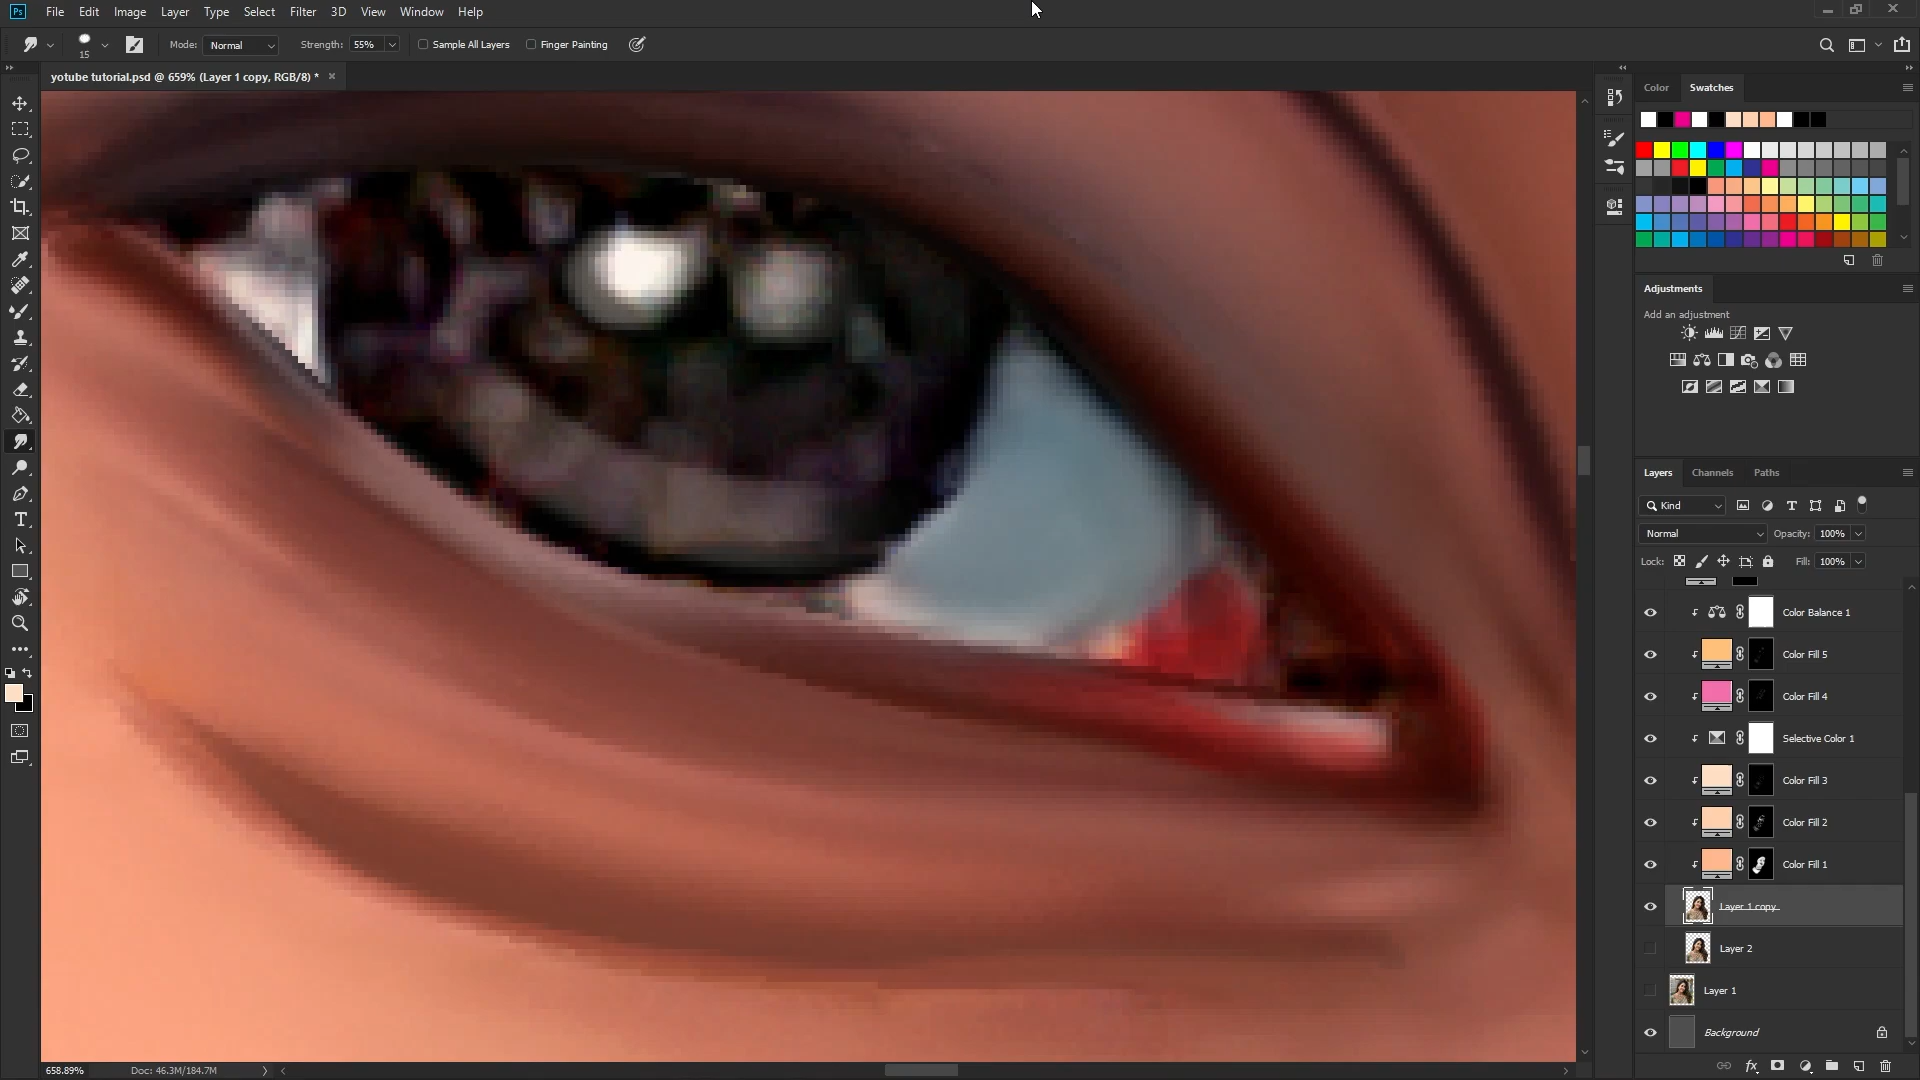 Ps File Edit Image Layer Type Select Filter 3D View Window Help
15 Mode: Normal Strength: 55% Sample All Layers Finger Painting
yotube tutorial.psd @ 659% (Layer 1 copy, RGB/8) *
Color Swatches
Adjustments
Add an adjustment
Layers Channels Paths
Kind
Normal Opacity: 100%
Lock: Fill: 100%
Color Balance 1
Color Fill 5
Color Fill 4
Selective Color 1
Color Fill 3
Color Fill 2
Color Fill 1
Layer 1 copy
Layer 2
Layer 1
Background
658.89% Doc: 46.3M/184.7M
fx